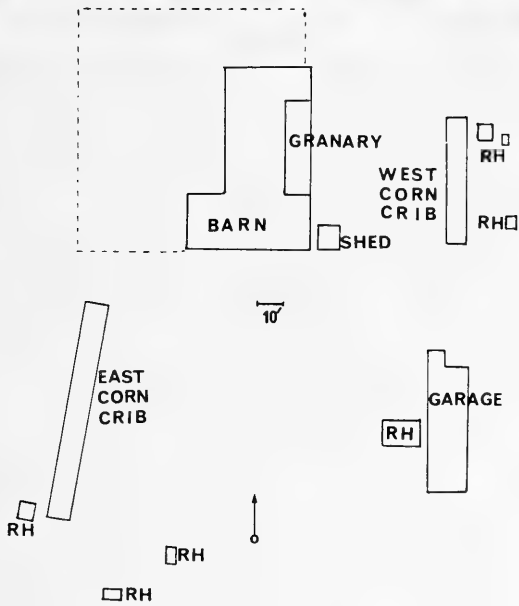 GRANARY
RH
WEST
CORN
CRIB
BARN
RH
SHED
10'
EAST
CORN
CRIB
GARAGE
RH
RH
RH
RH